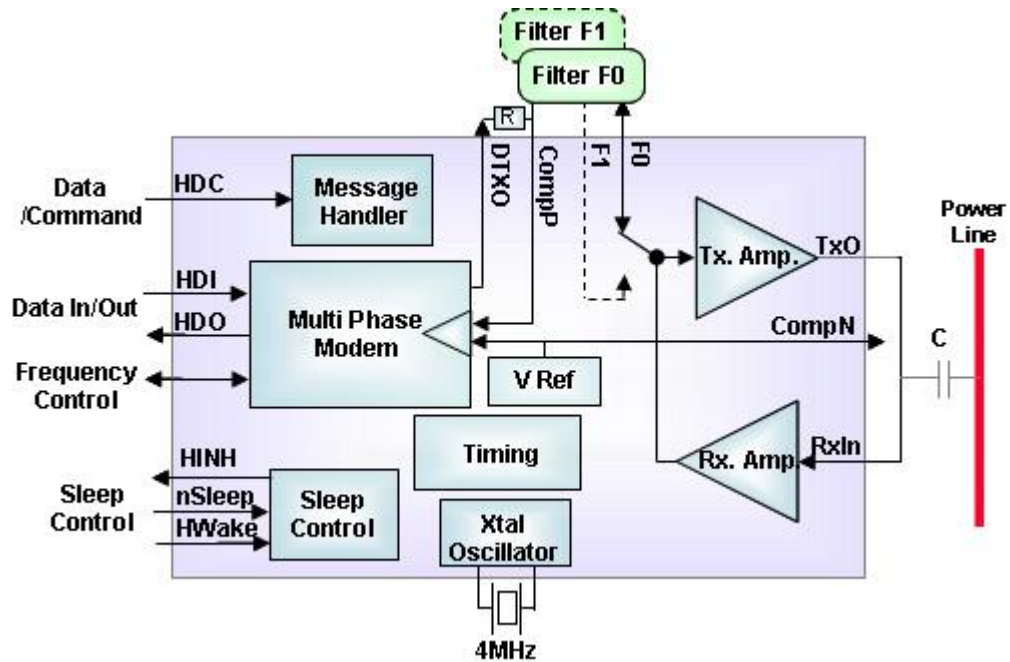 Filter F1
Filter F0
R
DTXO
CompP
F1
F0
Data
/Command
HDC
Message
Handler
Power
Line
Tx. Amp.
TxO
Data In/Out
HDI
HDO
Multi Phase
Modem
CompN
C
V Ref
Frequency
Control
Timing
Rx. Amp.
RxIn
Sleep
Control
HINH
nSleep
HWake
Sleep
Control
Xtal
Oscillator
4MHz